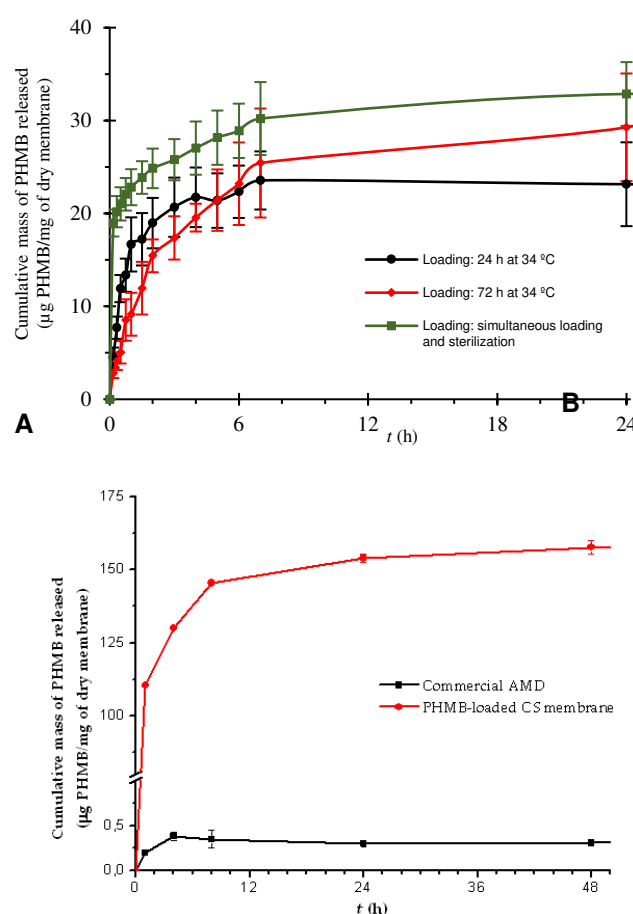 Cumulative mass of PHMB released
(µg PHMB/mg of dry membrane)
40
30
20
10
0
0
6
12
18
24
t (h)
Loading: 24 h at 34 ºC
Loading: 72 h at 34 ºC
Loading: simultaneous loading
and sterilization
A
B
Cumulative mass of PHMB released
(µg PHMB/mg of dry membrane)
175
150
125
100
0,5
0,0
0
12
24
36
48
t (h)
Commercial AMD
PHMB-loaded CS membrane